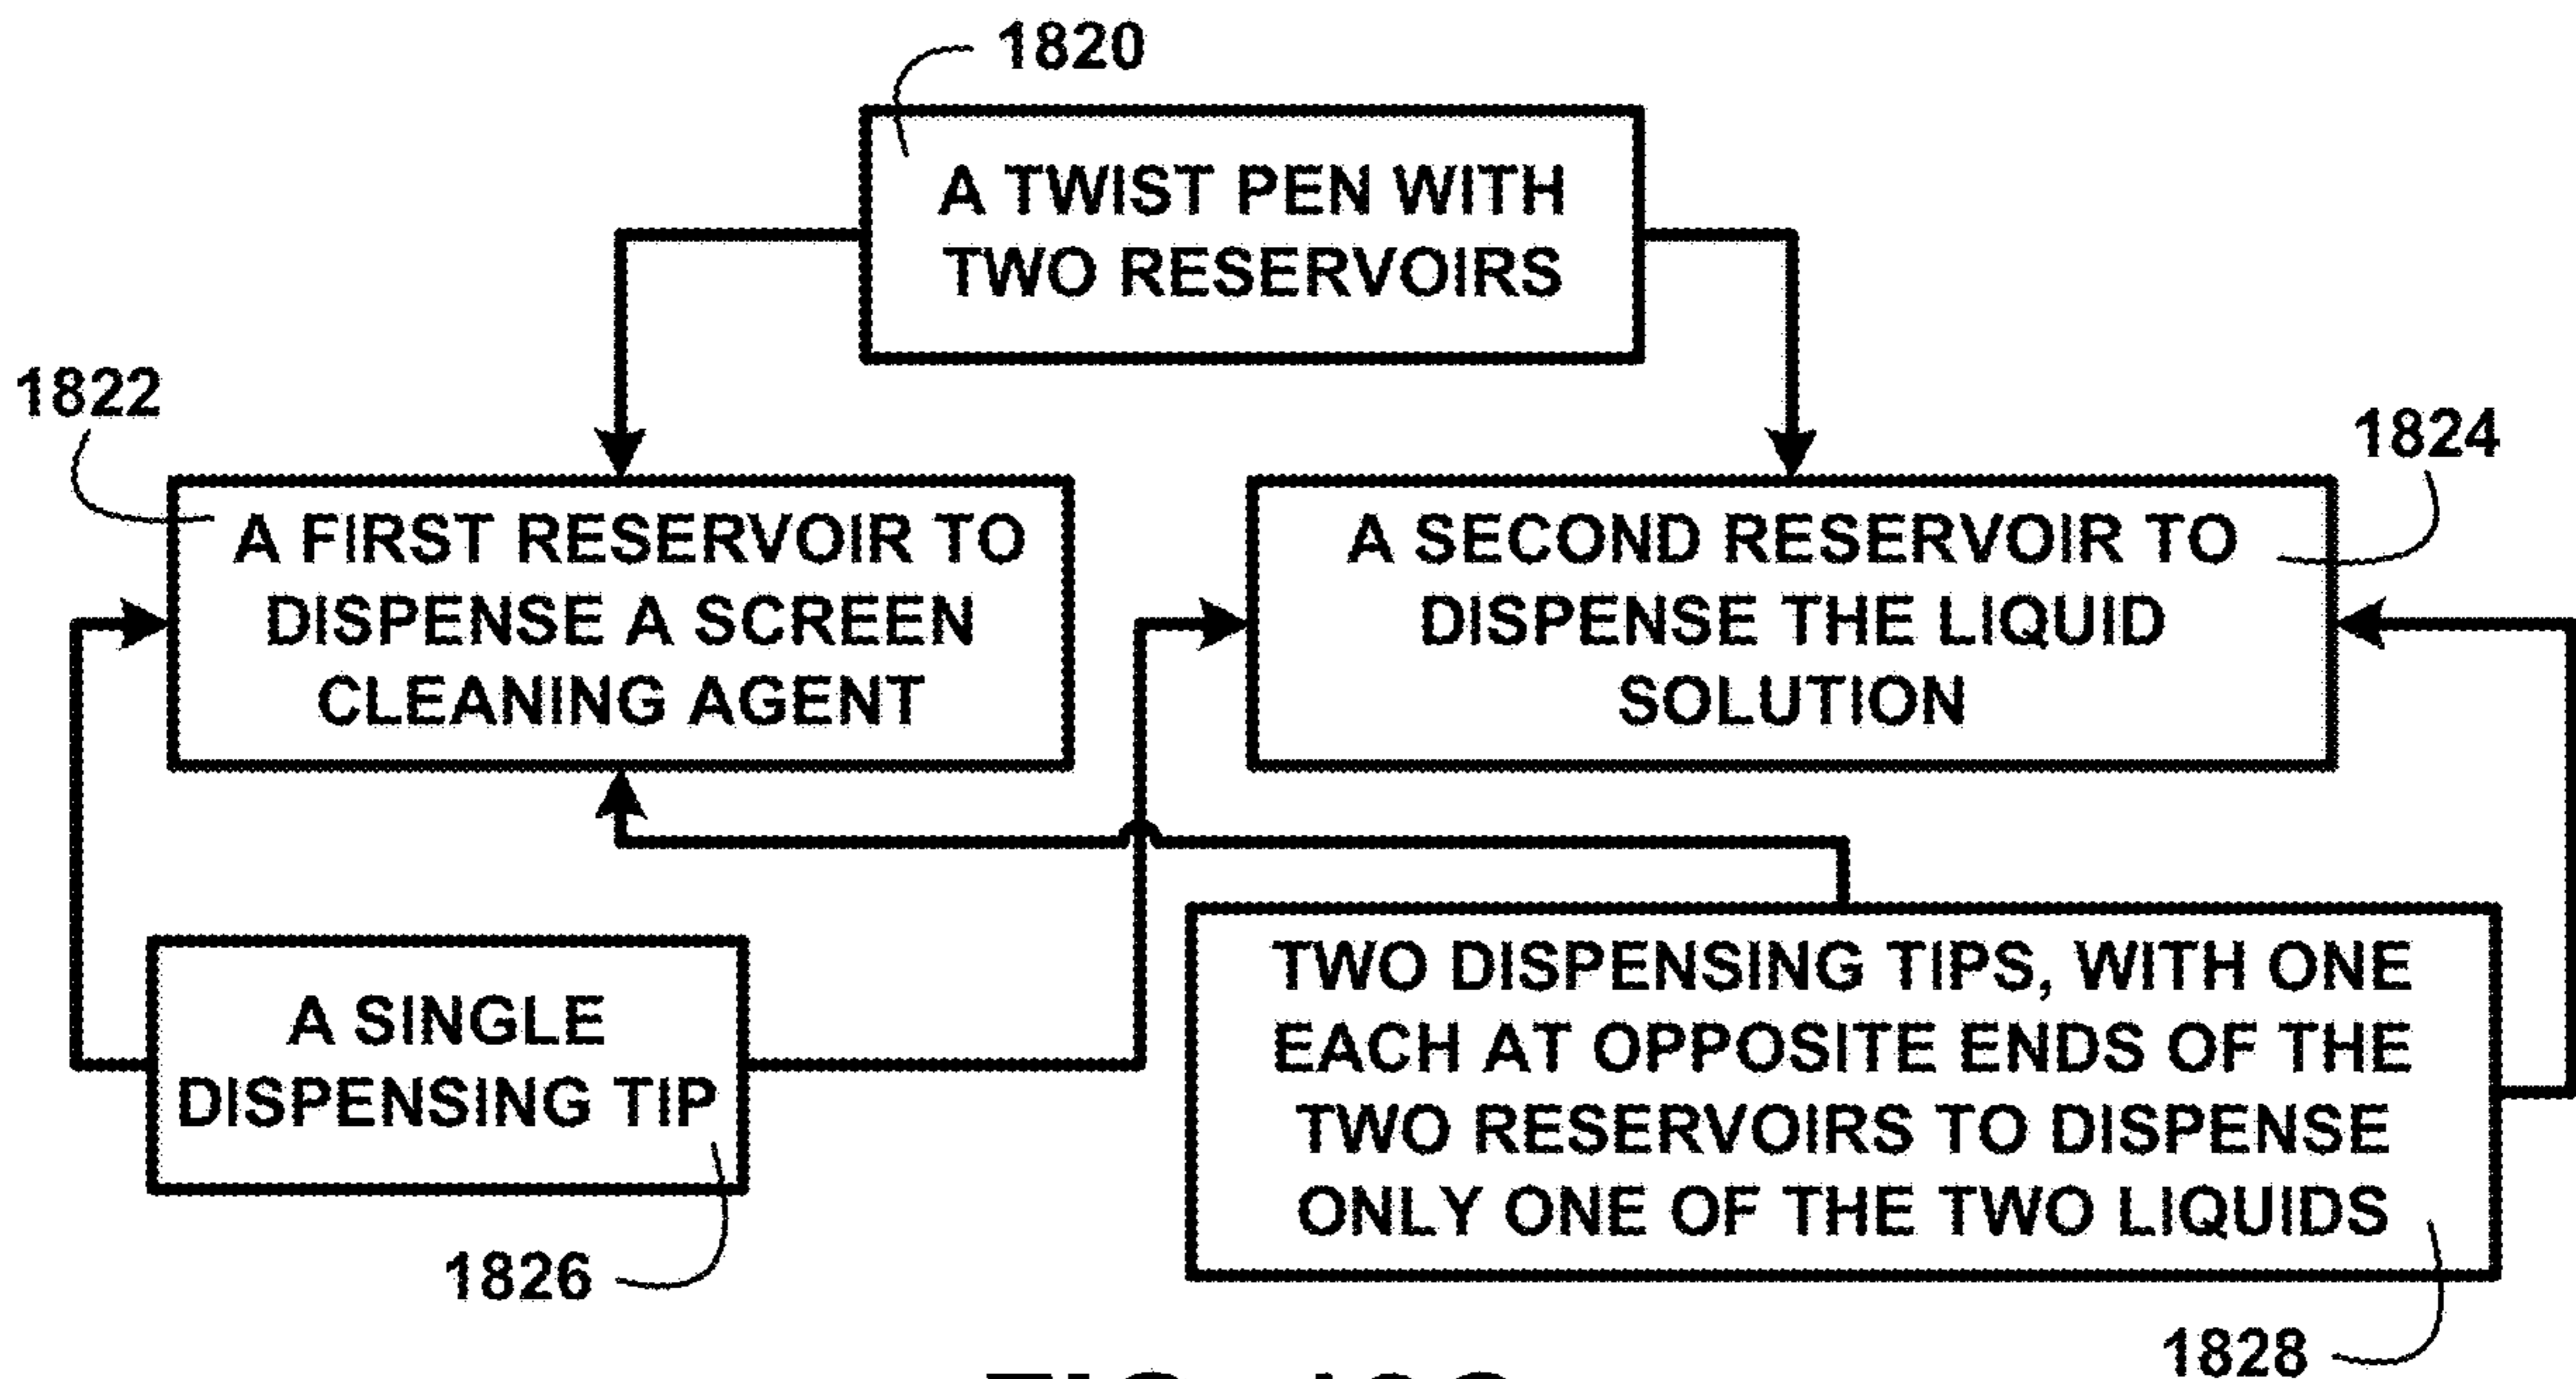 1820
A TWIST PEN WITH
TWO RESERVOIRS
1822
1824
A FIRST RESERVOIR TO
DISPENSE A SCREEN
CLEANING AGENT
A SECOND RESERVOIR TO
DISPENSE THE LIQUID
SOLUTION
A SINGLE
DISPENSING TIP
1826
TWO DISPENSING TIPS, WITH ONE
EACH AT OPPOSITE ENDS OF THE
TWO RESERVOIRS TO DISPENSE
ONLY ONE OF THE TWO LIQUIDS
1828